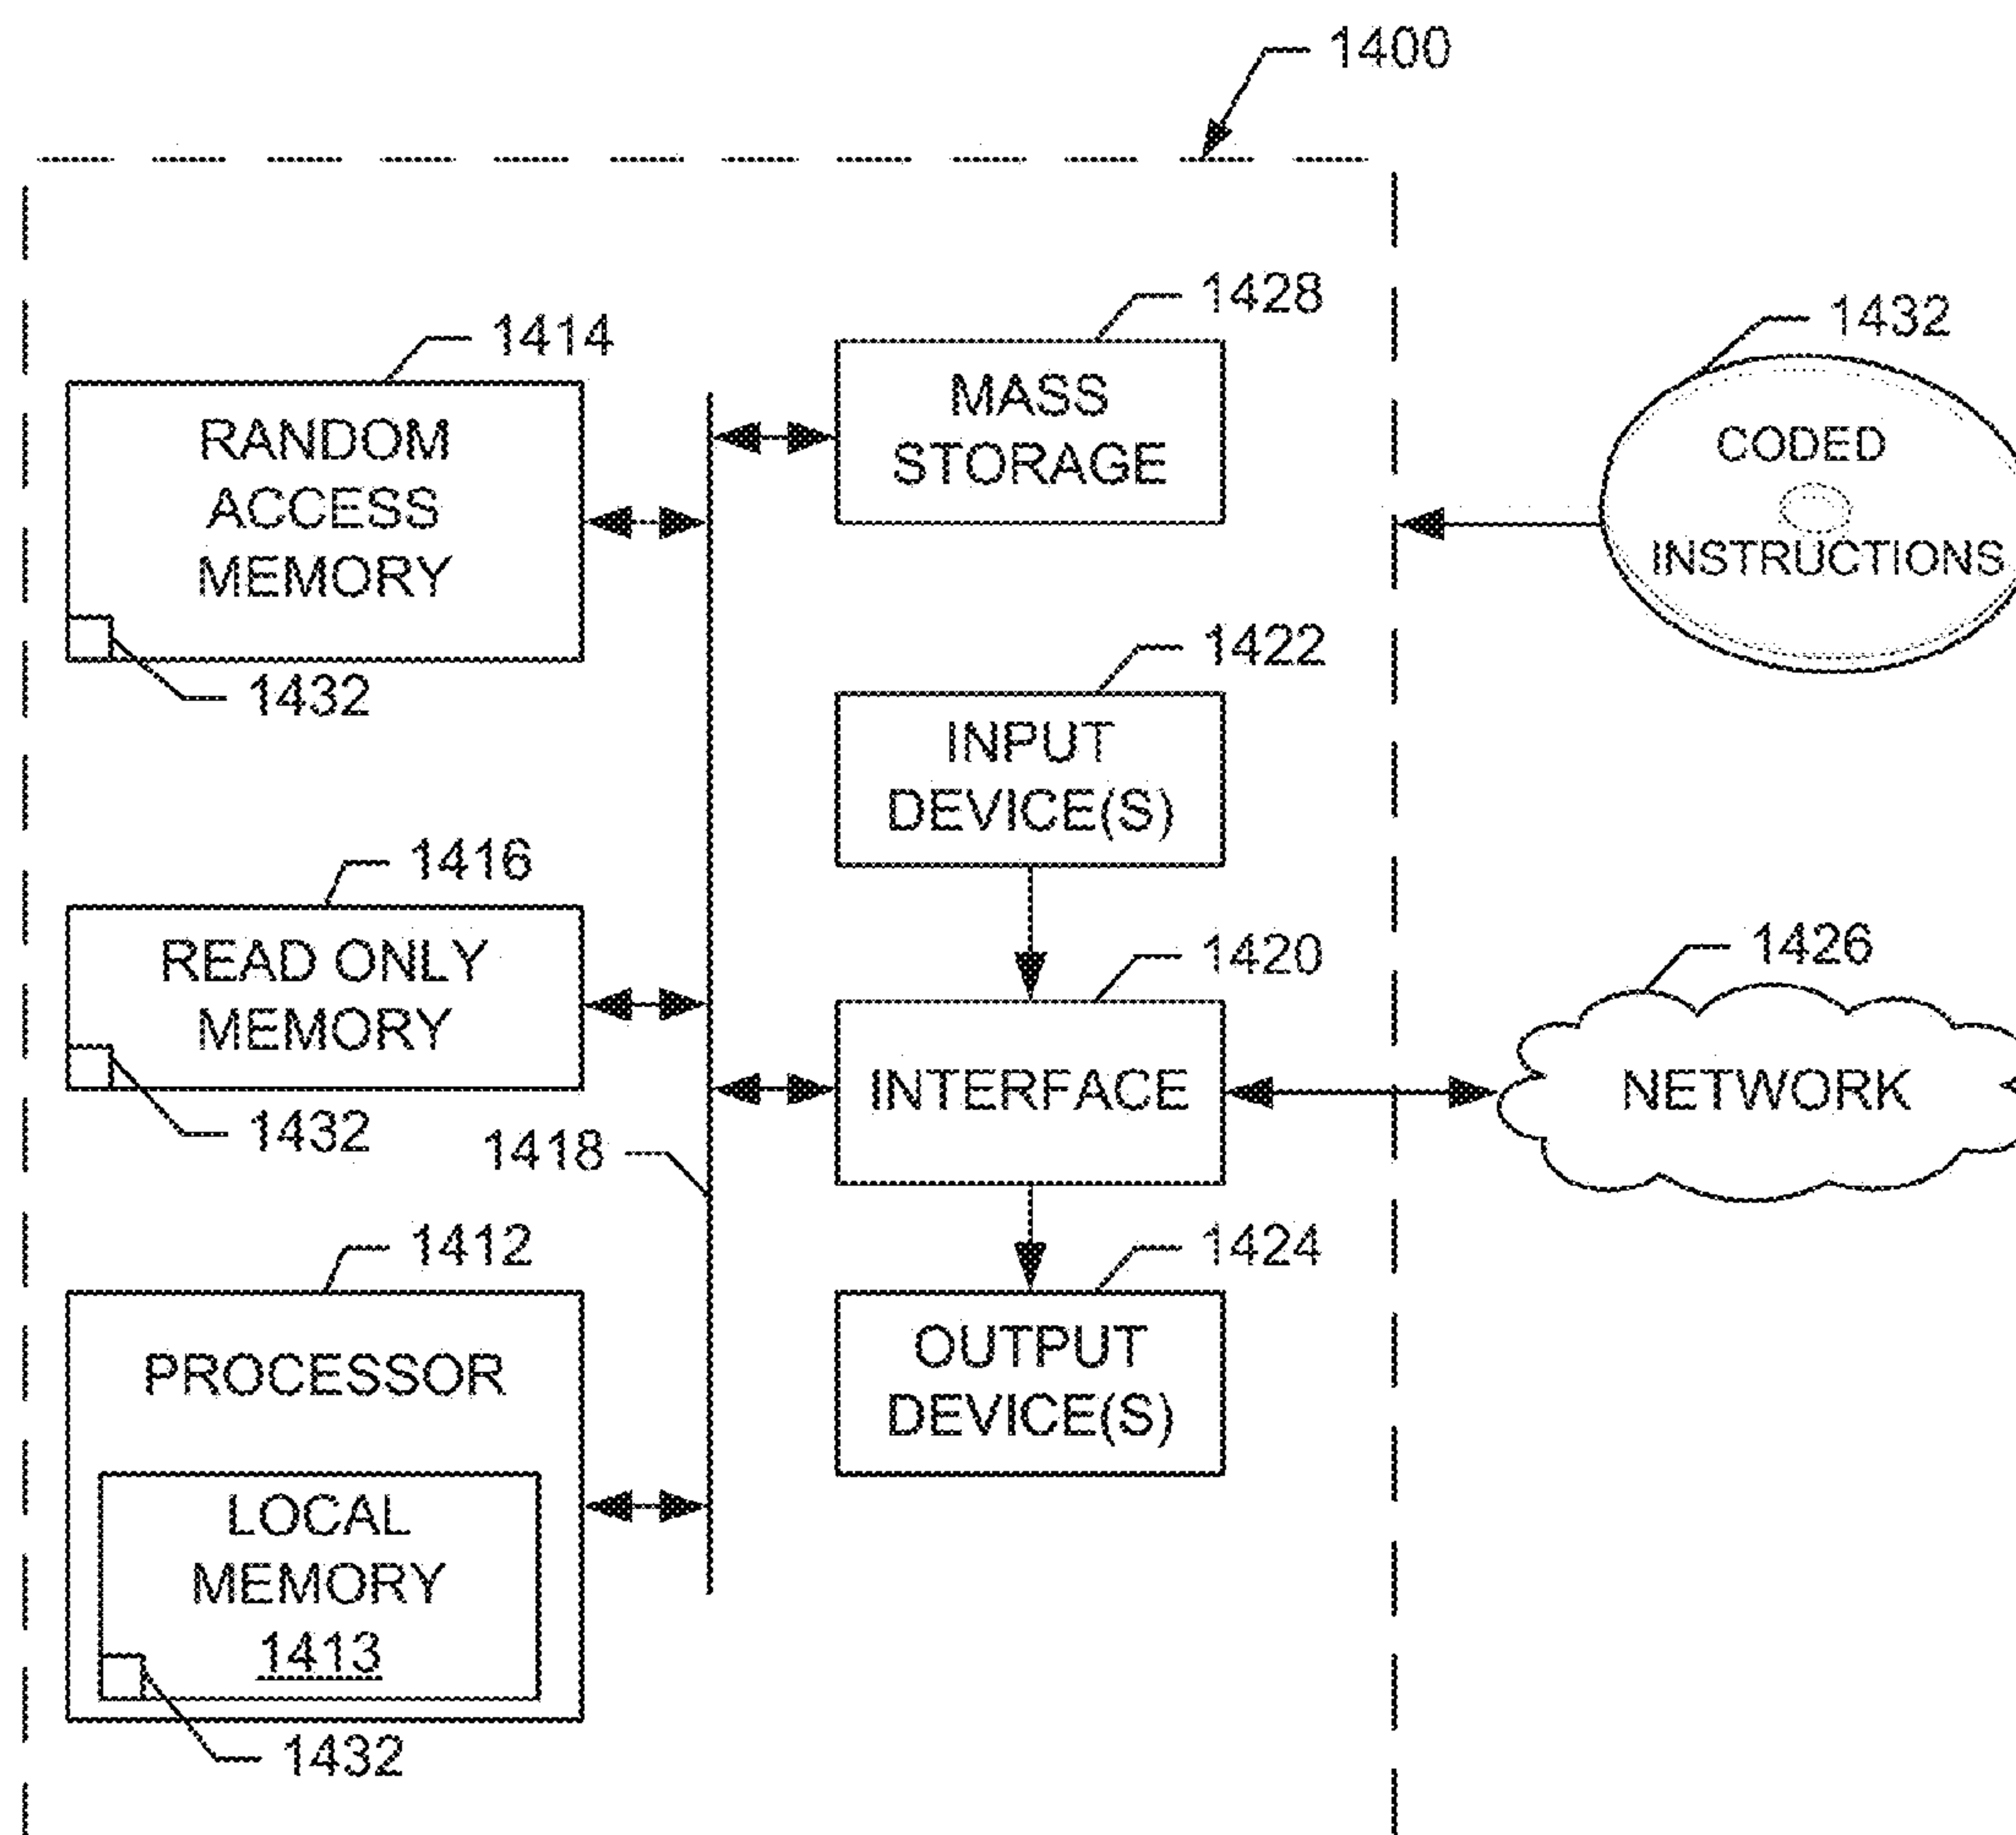 1400
1428
1414
1432
MASS
STORAGE
RANDOM
ACCESS
MEMORY
CODED
INSTRUCTIONS
1422
1432
INPUT
DEVICE(S)
1416
READ ONLY
MEMORY
1420
1426
INTERFACE
NETWORK
1432
1418
1412
1424
PROCESSOR
OUTPUT
DEVICE(S)
LOCAL
MEMORY
1413
1432